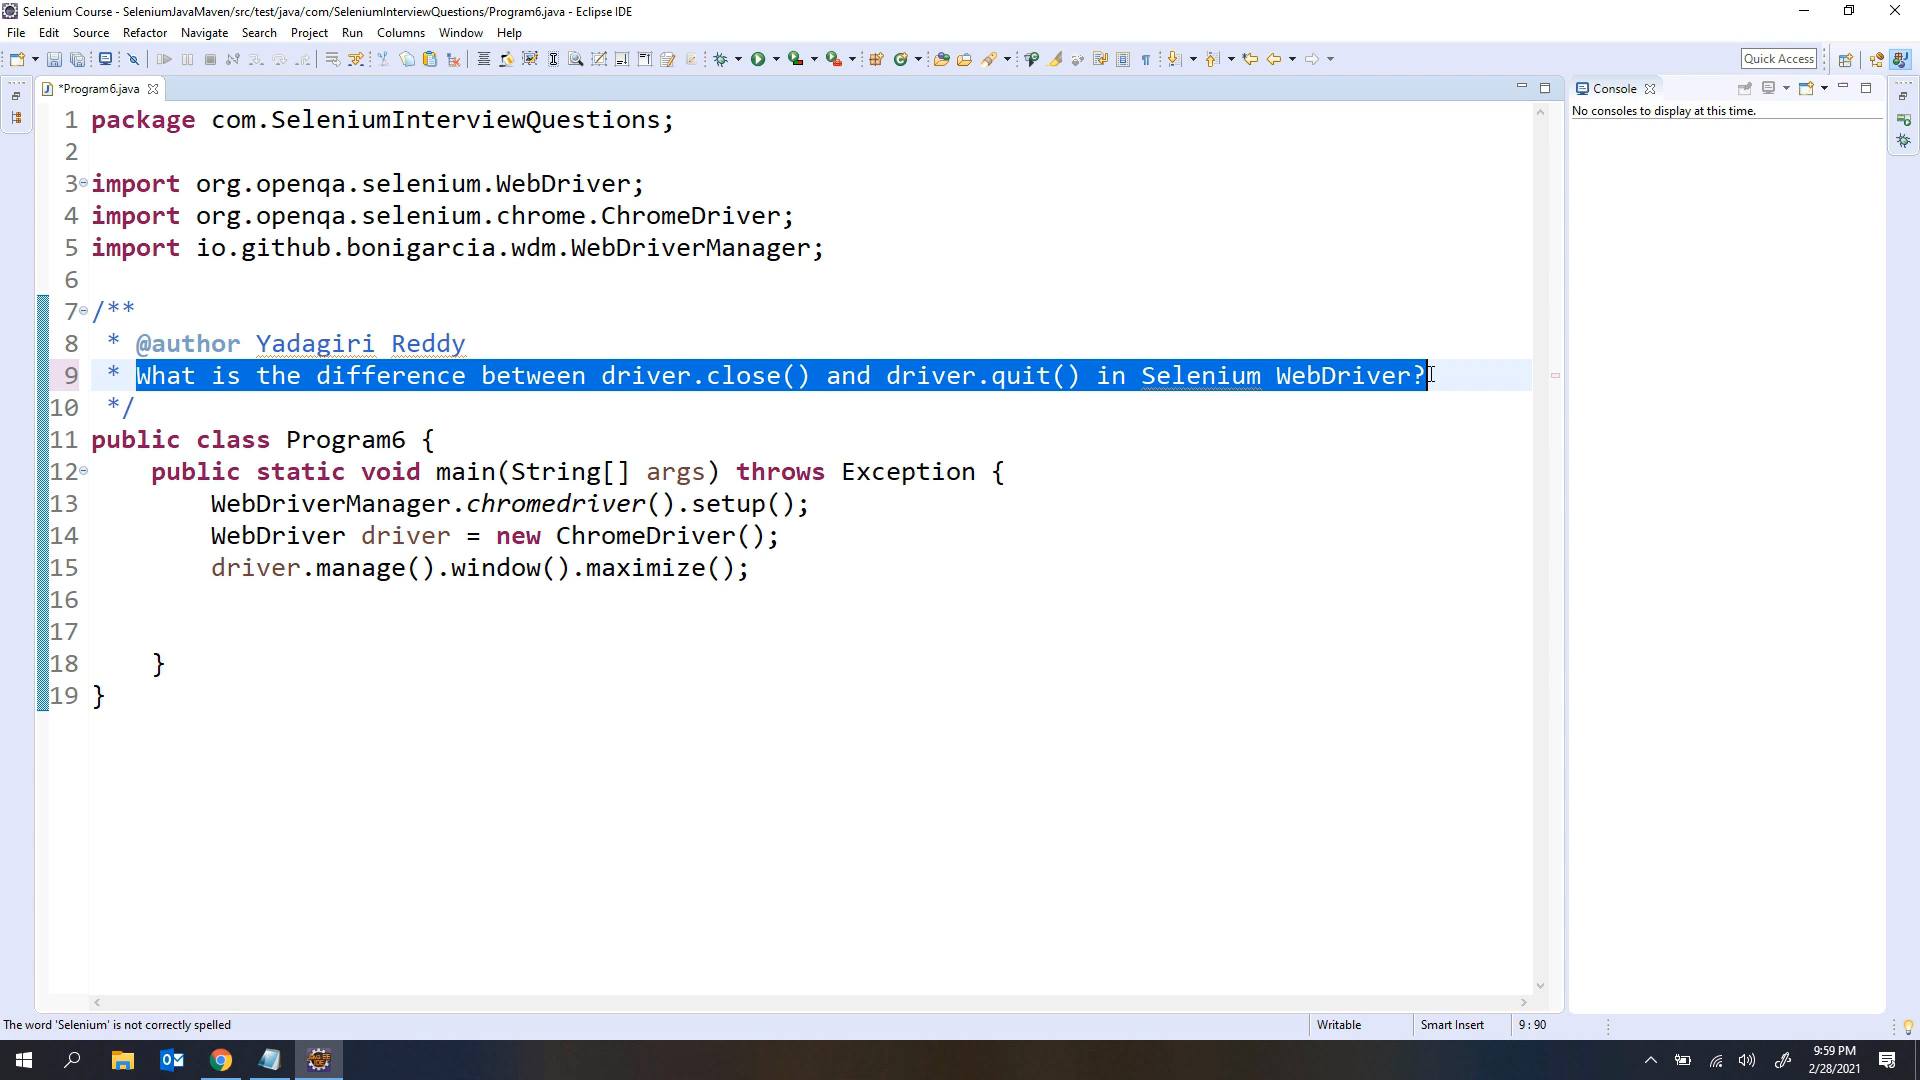 Selenium Course - SeleniumJavaMaven/src/test/java/com/SeleniumInterviewQuestions/Program6.java - Eclipse IDE
File Edit Source Refactor Navigate Search Project Run Columns Window Help
Quick Access
*Program6.java
Console
No consoles to display at this time.
1 package com.SeleniumInterviewQuestions;
2
3 import org.openqa.selenium.WebDriver;
4 import org.openqa.selenium.chrome.ChromeDriver;
5 import io.github.bonigarcia.wdm.WebDriverManager;
6
7 /**
8 * @author Yadagiri Reddy
9 * What is the difference between driver.close() and driver.quit() in Selenium WebDriver?
10 */
11 public class Program6 {
12 public static void main(String[] args) throws Exception {
13 WebDriverManager.chromedriver().setup();
14 WebDriver driver = new ChromeDriver();
15 driver.manage().window().maximize();
16
17
18 }
19 }
The word 'Selenium' is not correctly spelled
Writable
Smart Insert
9 : 90
9:59 PM
2/28/2021